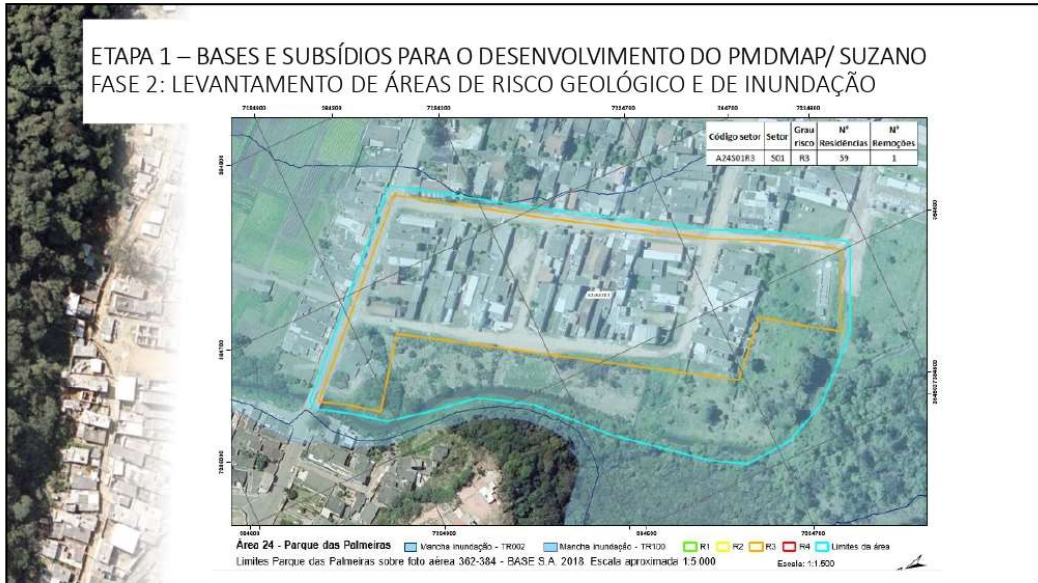 ETAPA 1 – BASES E SUBSÍDIOS PARA O DESENVOLVIMENTO DO PMDMAP/ SUZANO
FASE 2: LEVANTAMENTO DE ÁREAS DE RISCO GEOLÓGICO E DE INUNDAÇÃO
Código setor Setor Grau risco N° Residências N° Remoções
A24S01R3 S01 R3 59 1
Área 24 - Parque das Palmeiras Mancha inundação - TR002 Mancha inundação - TR100 R1 R2 R3 R4 Limites da área
Limites Parque das Palmeiras sobre foto aérea 362-384 - BASE S.A. 2018. Escala aproximada 1:5 000 Escala: 1:1.500